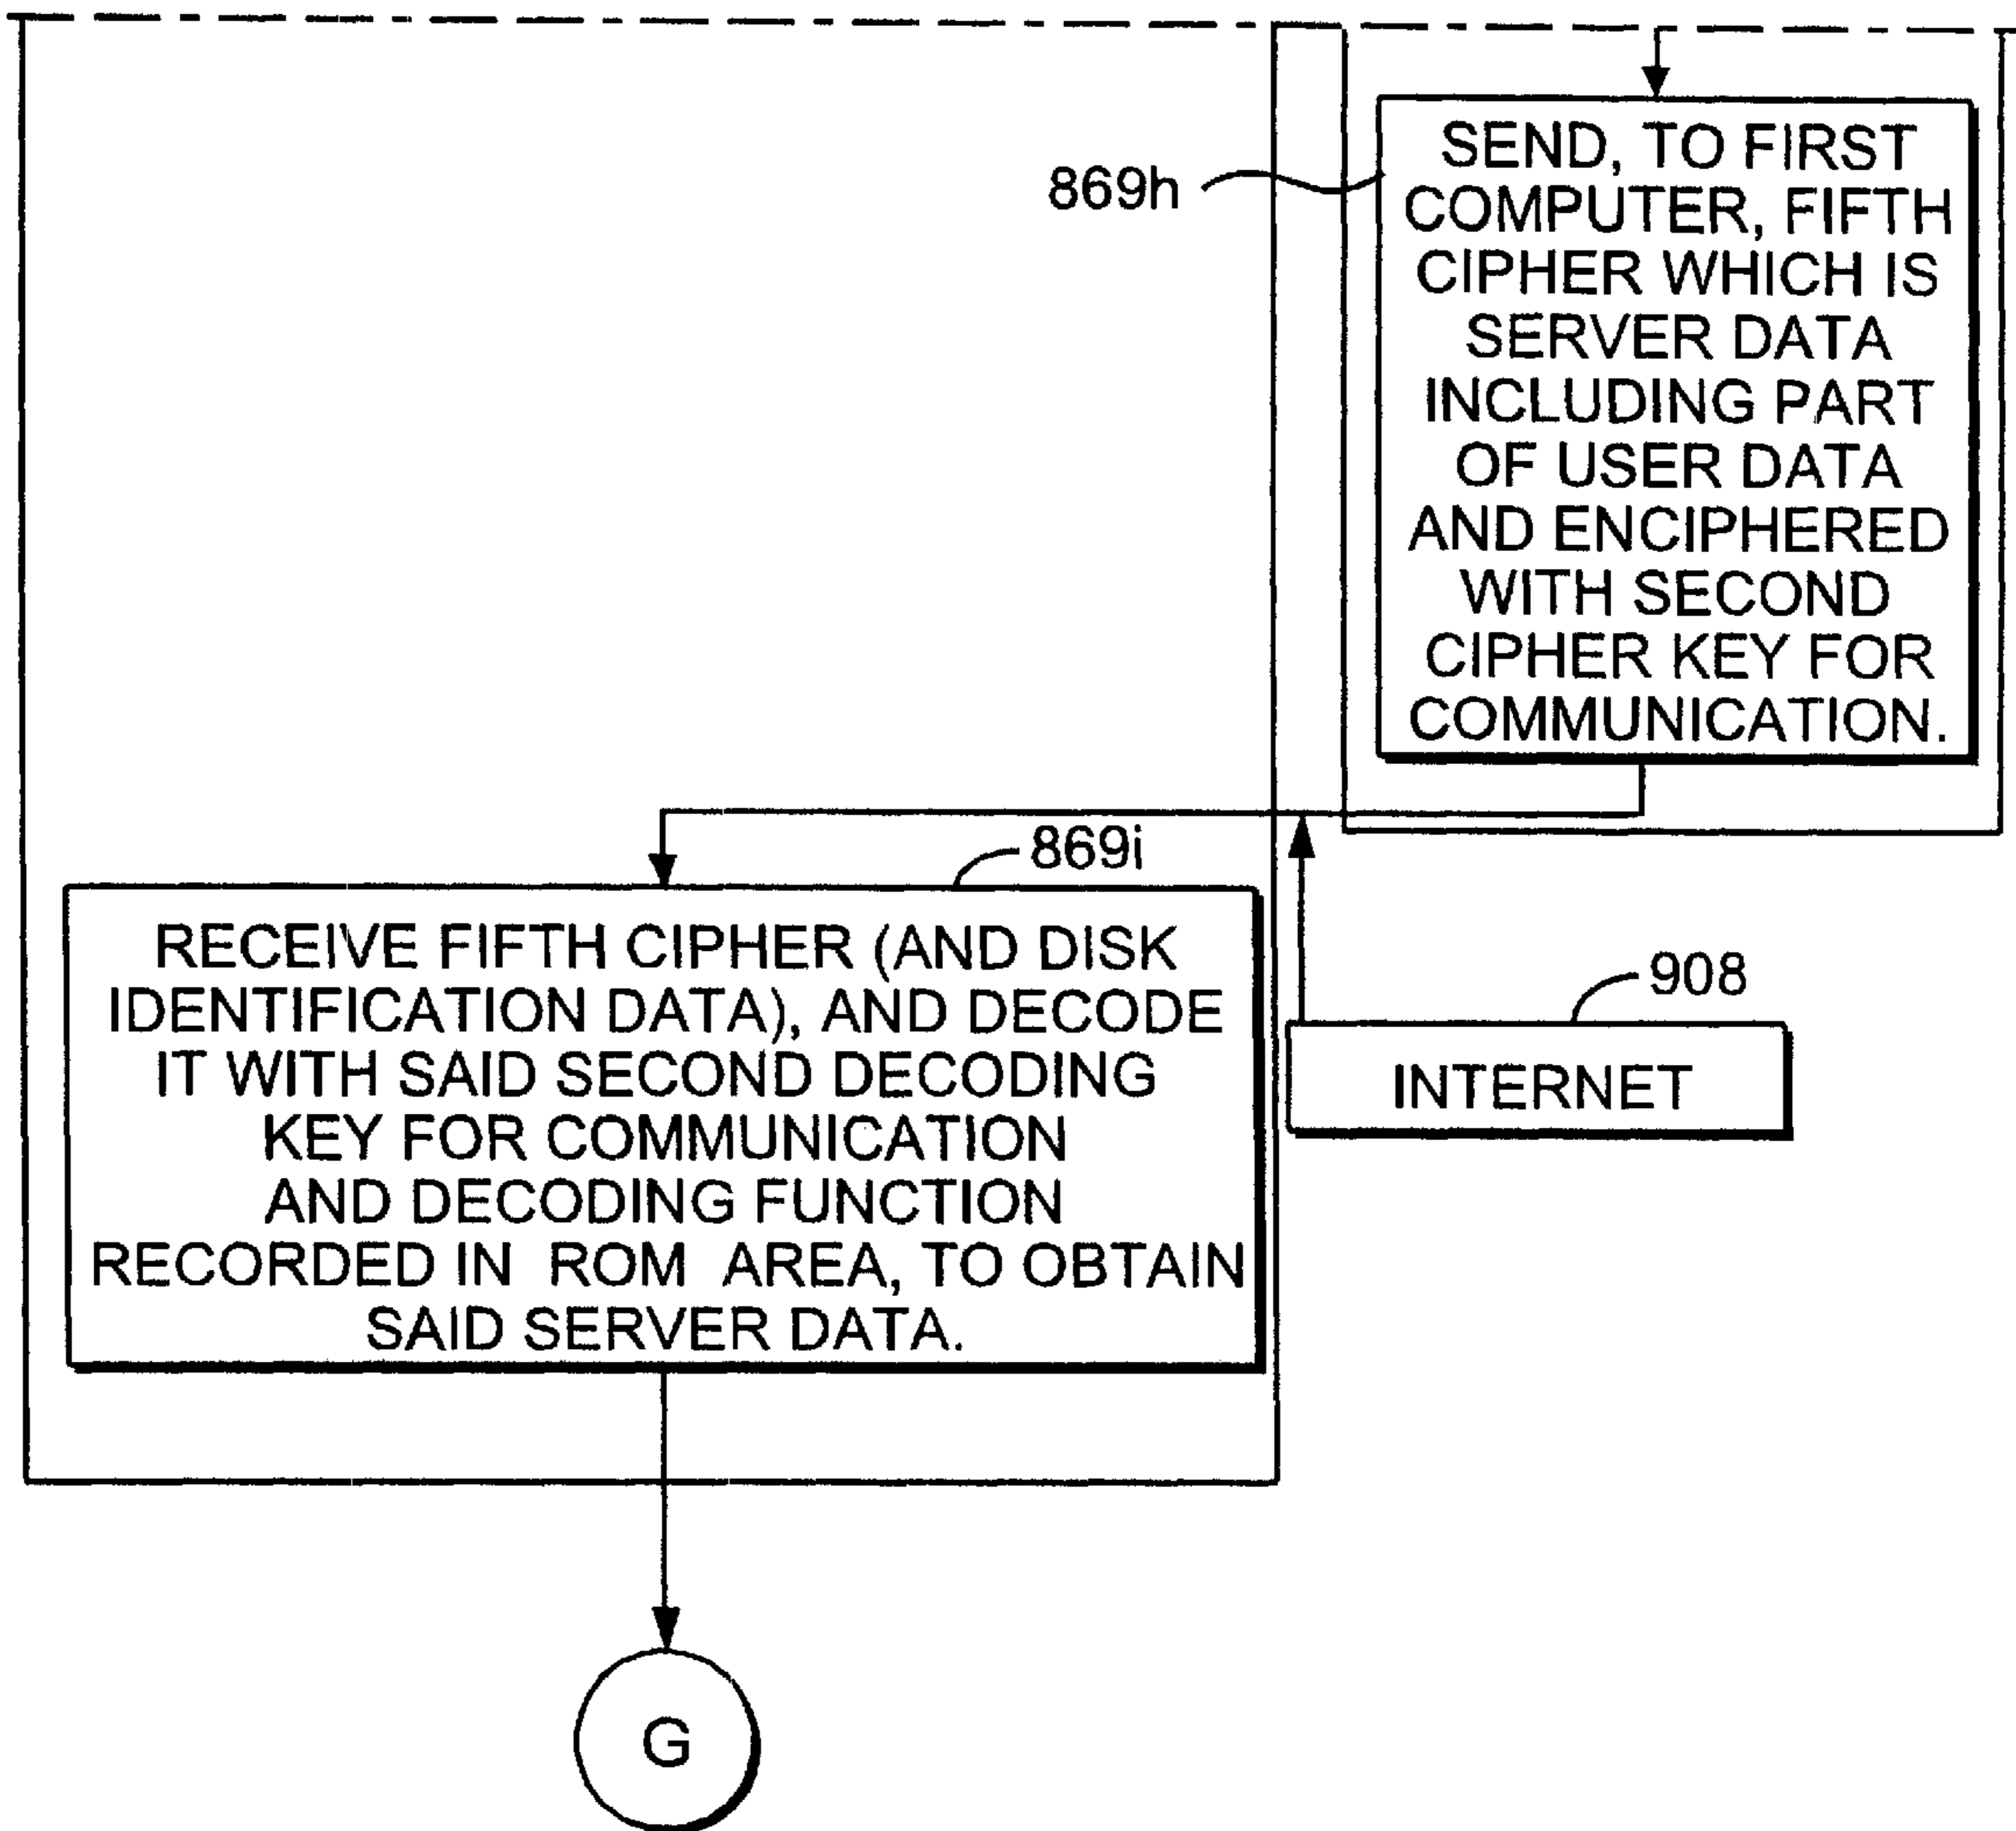 869h
SEND, TO FIRST
COMPUTER, FIFTH
CIPHER WHICH IS
SERVER DATA
INCLUDING PART
OF USER DATA
AND ENCIPHERED
WITH SECOND
CIPHER KEY FOR
COMMUNICATION.
869i
RECEIVE FIFTH CIPHER (AND DISK
IDENTIFICATION DATA), AND DECODE
IT WITH SAID SECOND DECODING
KEY FOR COMMUNICATION
AND DECODING FUNCTION
RECORDED IN ROM AREA, TO OBTAIN
SAID SERVER DATA.
908
INTERNET
G